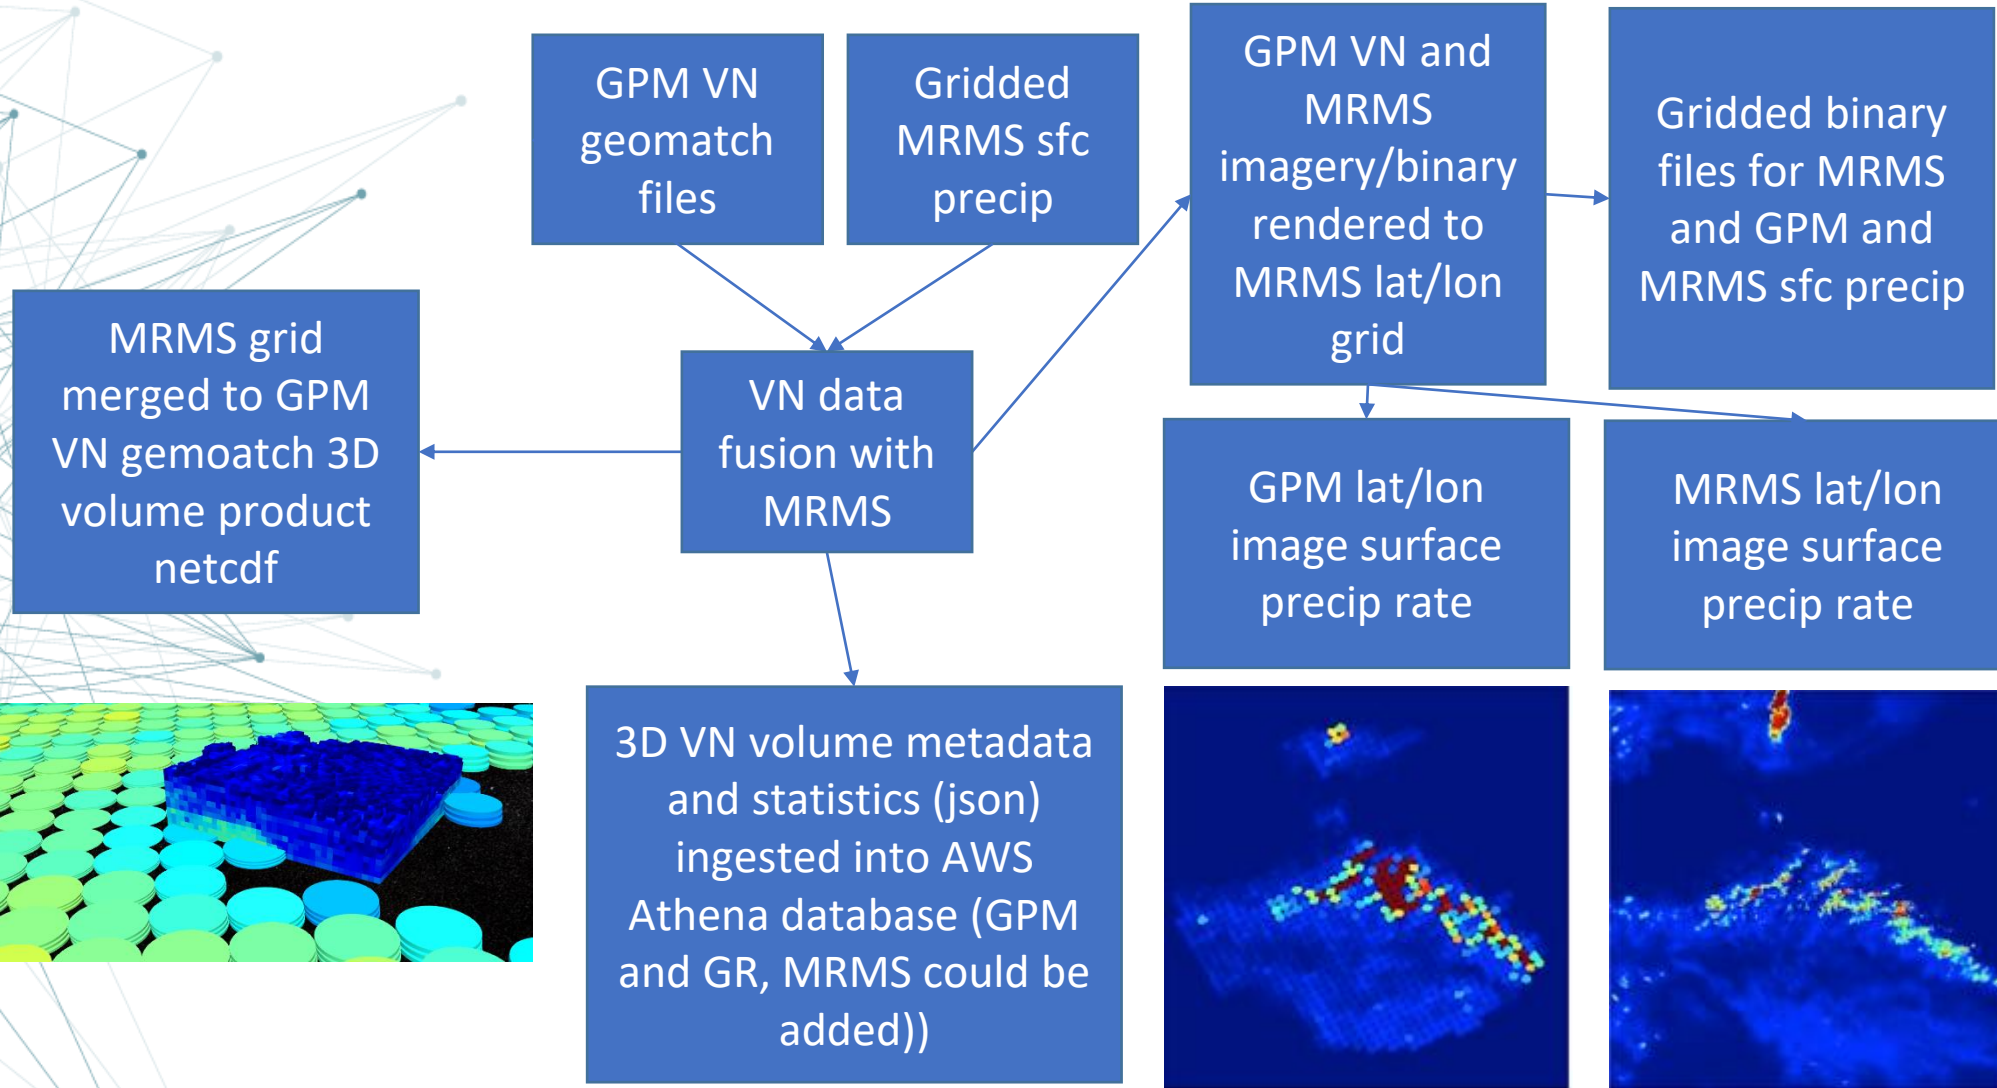 GPM VN
geomatch
files
Gridded
MRMS sfc
precip
GPM VN and
MRMS
imagery/binary
rendered to
MRMS lat/lon
grid
Gridded binary
files for MRMS
and GPM and
MRMS sfc precip
MRMS grid
merged to GPM
VN gemoatch 3D
volume product
netcdf
VN data
fusion with
MRMS
GPM lat/lon
image surface
precip rate
MRMS lat/lon
image surface
precip rate
3D VN volume metadata
and statistics (json)
ingested into AWS
Athena database (GPM
and GR, MRMS could be
added))